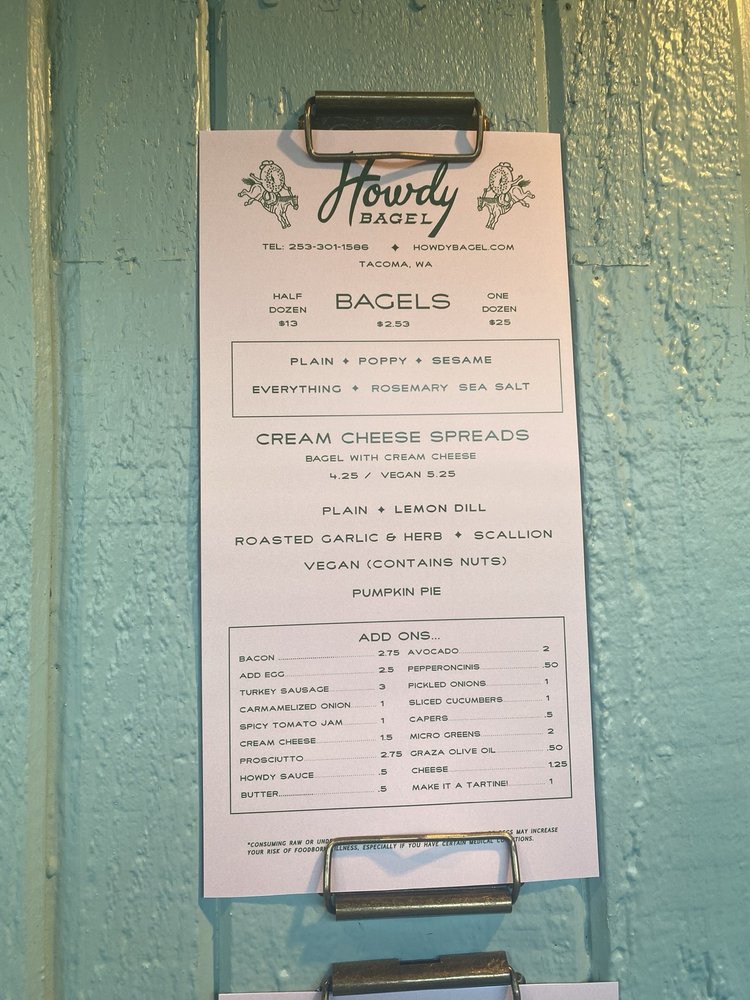 Howdy
BAGEL
TEL: 253-301-1586 ✦ HOWDYBAGEL.COM
TACOMA, WA
HALF DOZEN $13
BAGELS
$2.53
ONE DOZEN $25
PLAIN ✦ POPPY ✦ SESAME
EVERYTHING ✦ ROSEMARY SEA SALT
CREAM CHEESE SPREADS
BAGEL WITH CREAM CHEESE
4.25 / VEGAN 5.25
PLAIN ✦ LEMON DILL
ROASTED GARLIC & HERB ✦ SCALLION
VEGAN (CONTAINS NUTS)
PUMPKIN PIE
ADD ONS...
BACON 2.75
ADD EGG 2.5
TURKEY SAUSAGE 3
CARMAMELIZED ONION 1
SPICY TOMATO JAM 1
CREAM CHEESE 1.5
PROSCIUTTO 2.75
HOWDY SAUCE .5
BUTTER .5
AVOCADO 2
PEPPERONCINIS .50
PICKLED ONIONS 1
SLICED CUCUMBERS 1
CAPERS .5
MICRO GREENS 2
GRAZA OLIVE OIL .50
CHEESE 1.25
MAKE IT A TARTINE! 1
*CONSUMING RAW OR MAY INCREASE
YOUR RISK OF ILLNESS, ESPECIALLY IF YOU HAVE CERTAIN MEDICAL